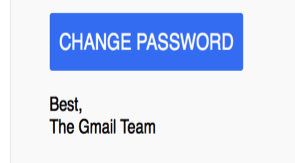 CHANGE PASSWORD
Best,
The Gmail Team